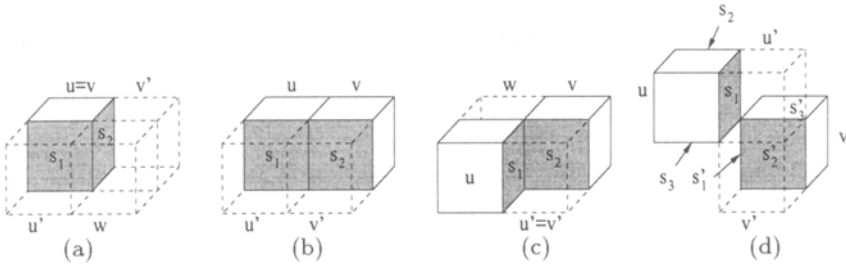 u=v
v'
s₂
s₁
u'
w
(a)
u
v
s₁
s₂
u'
v'
(b)
w
v
s₁
s₂
u
u'=v'
(c)
s₂
u'
u
s₁
s'₃
v
s'₂
s₃
s'₁
v'
(d)